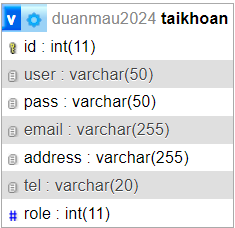 v duanmau2024 taikhoan
id : int(11)
user : varchar(50)
pass : varchar(50)
email : varchar(255)
address : varchar(255)
tel : varchar(20)
# role : int(11)